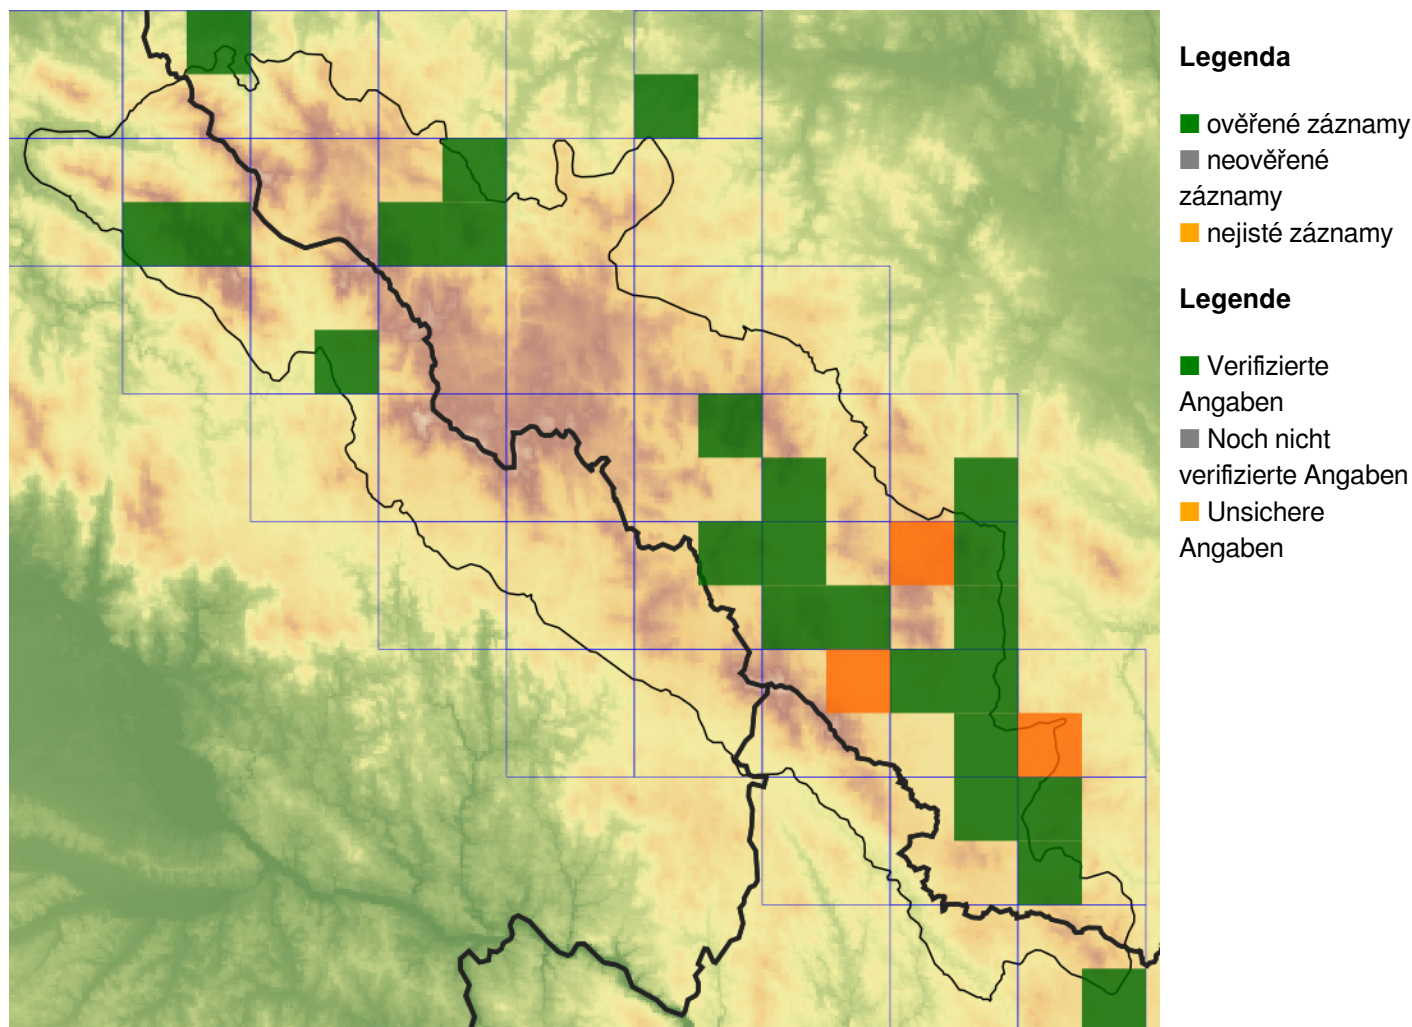 Legenda
ověřené záznamy
neověřené
záznamy
nejisté záznamy
Legende
Verifizierte
Angaben
Noch nicht
verifizierte Angaben
Unsichere
Angaben